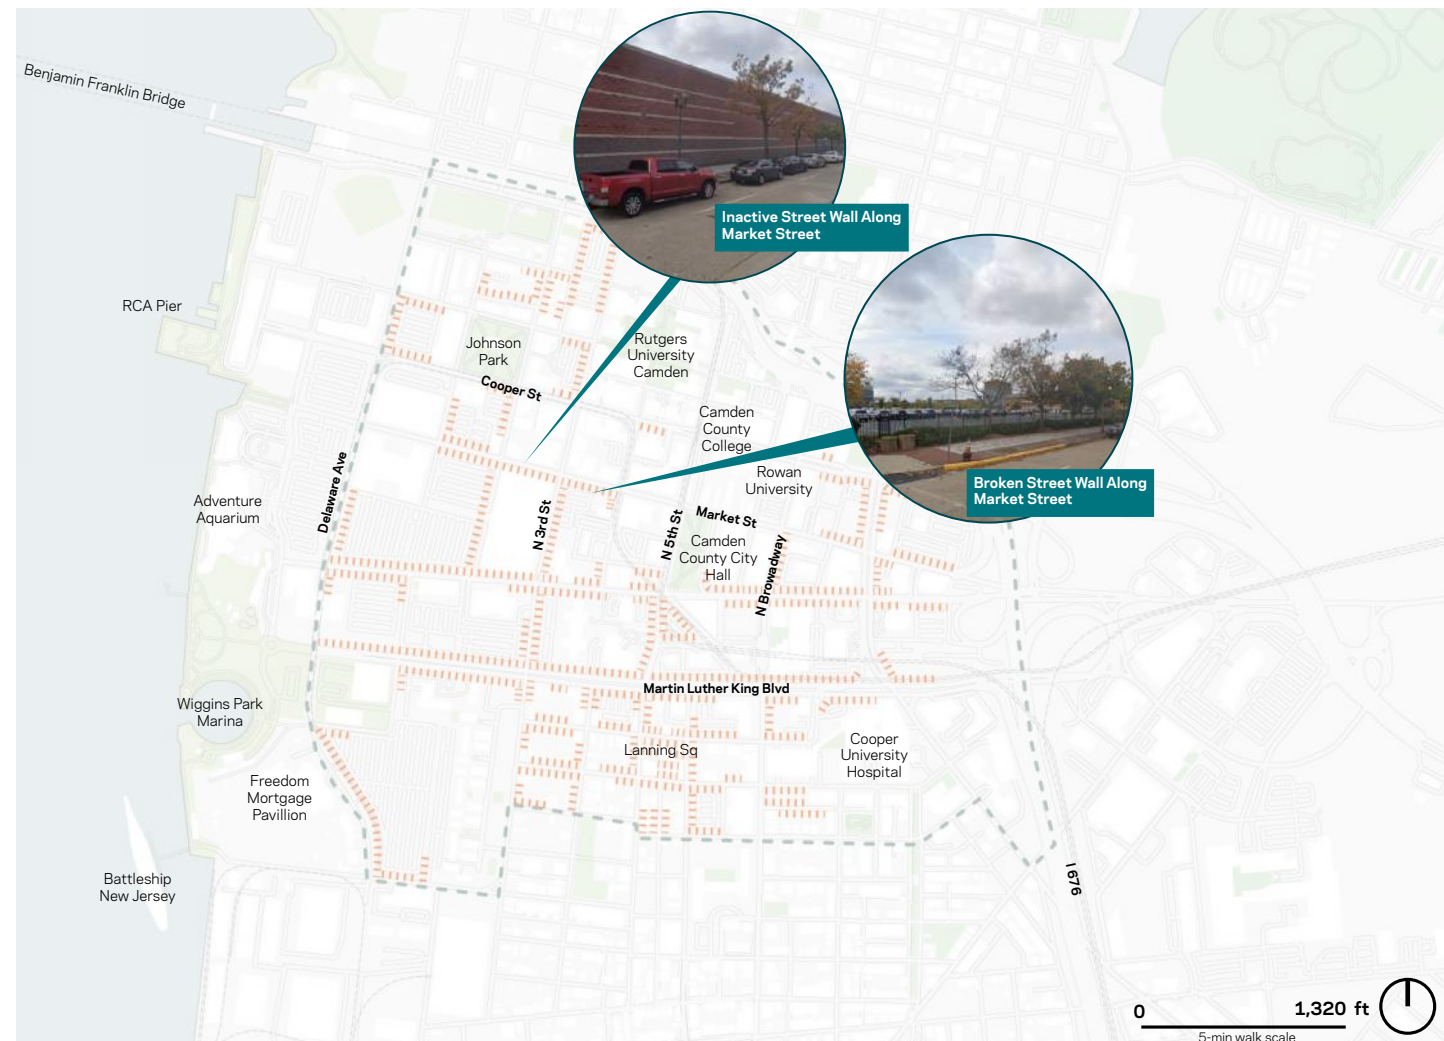 Benjamin Franklin Bridge
Inactive Street Wall Along
Market Street
RCA Pier
Johnson
Park
Rutgers
University
Camden
Cooper St
Camden
County
College
Rowan
University
Broken Street Wall Along
Market Street
Adventure
Aquarium
Delaware Ave
N 3rd St
N 5th St
Market St
Camden
County City
Hall
N Browadway
Martin Luther King Blvd
Wiggins Park
Marina
Lanning Sq
Cooper
University
Hospital
Freedom
Mortgage
Pavillion
Battleship
New Jersey
I 676
0
1,320 ft
5-min walk scale